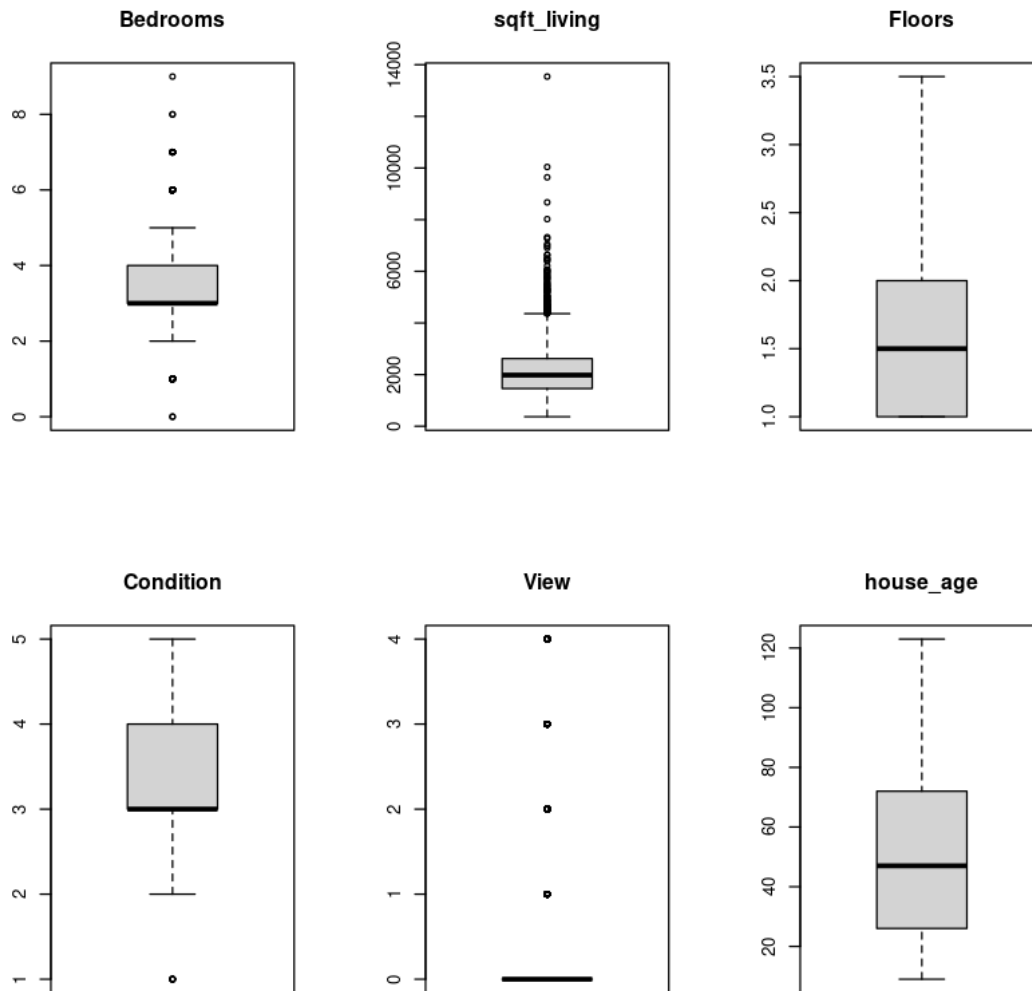 Bedrooms
0 2 4 6 8
sqft_living
0 2000 6000 10000 14000
Floors
1.0 1.5 2.0 2.5 3.0 3.5
Condition
1 2 3 4 5
View
0 1 2 3 4
house_age
20 40 60 80 100 120